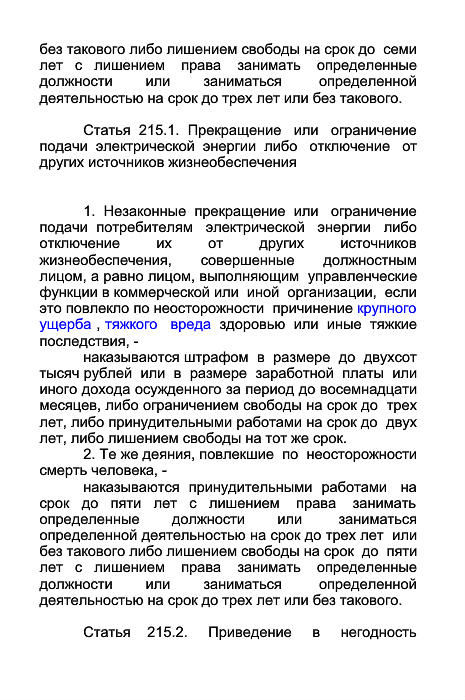 без такового либо лишением свободы на срок до семи
лет с лишением права занимать определенные
должности или заниматься определенной
деятельностью на срок до трех лет или без такового.
Статья 215.1. Прекращение или ограничение
подачи электрической энергии либо отключение от
других источников жизнеобеспечения
1. Незаконные прекращение или ограничение
подачи потребителям электрической энергии либо
отключение их от других источников
жизнеобеспечения, совершенные должностным
лицом, а равно лицом, выполняющим управленческие
функции в коммерческой или иной организации, если
это повлекло по неосторожности причинение крупного
ущерба , тяжкого вреда здоровью или иные тяжкие
последствия, -
наказываются штрафом в размере до двухсот
тысяч рублей или в размере заработной платы или
иного дохода осужденного за период до восемнадцати
месяцев, либо ограничением свободы на срок до трех
лет, либо принудительными работами на срок до двух
лет, либо лишением свободы на тот же срок.
2. Те же деяния, повлекшие по неосторожности
смерть человека, -
наказываются принудительными работами на
срок до пяти лет с лишением права занимать
определенные должности или заниматься
определенной деятельностью на срок до трех лет или
без такового либо лишением свободы на срок до пяти
лет с лишением права занимать определенные
должности или заниматься определенной
деятельностью на срок до трех лет или без такового.
Статья 215.2. Приведение в негодность